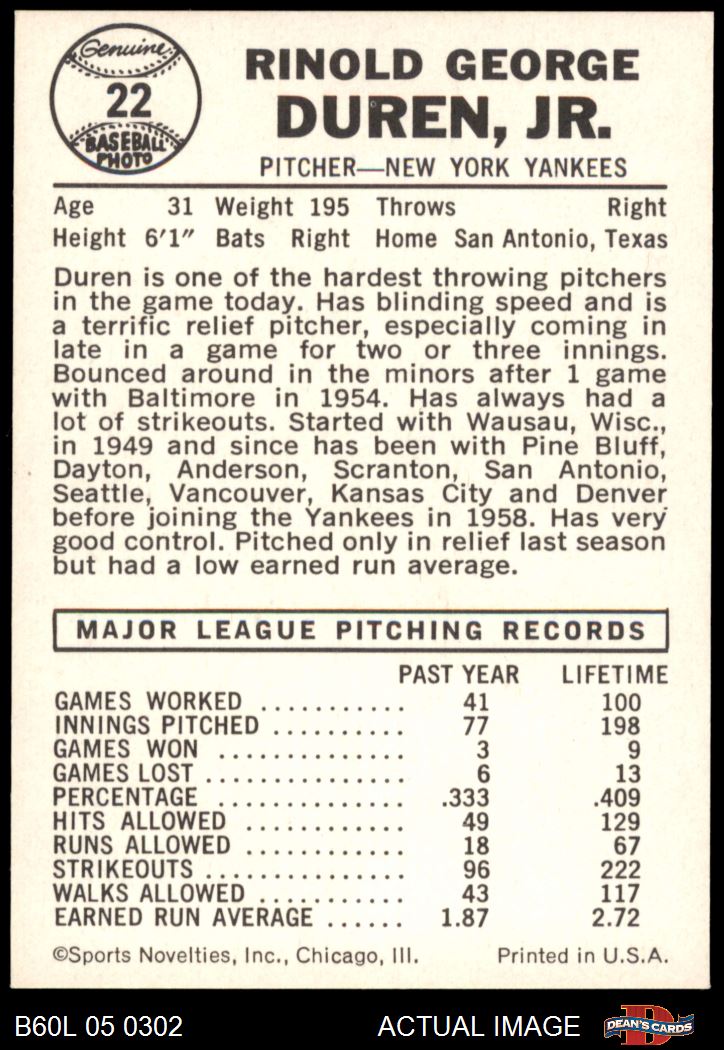 Genuine
22
BASEBALL
PHOTO
RINOLD GEORGE
DUREN, JR.
PITCHER—NEW YORK YANKEES
Age 31 Weight 195 Throws Right
Height 6'1" Bats Right Home San Antonio, Texas
Duren is one of the hardest throwing pitchers
in the game today. Has blinding speed and is
a terrific relief pitcher, especially coming in
late in a game for two or three innings.
Bounced around in the minors after 1 game
with Baltimore in 1954. Has always had a
lot of strikeouts. Started with Wausau, Wisc.,
in 1949 and since has been with Pine Bluff,
Dayton, Anderson, Scranton, San Antonio,
Seattle, Vancouver, Kansas City and Denver
before joining the Yankees in 1958. Has very
good control. Pitched only in relief last season
but had a low earned run average.
MAJOR LEAGUE PITCHING RECORDS
PAST YEAR LIFETIME
GAMES WORKED ........... 41 100
INNINGS PITCHED .......... 77 198
GAMES WON .............. 3 9
GAMES LOST ............... 6 13
PERCENTAGE .............. .333 .409
HITS ALLOWED ............ 49 129
RUNS ALLOWED ............ 18 67
STRIKEOUTS ............... 96 222
WALKS ALLOWED ........... 43 117
EARNED RUN AVERAGE ...... 1.87 2.72
©Sports Novelties, Inc., Chicago, Ill. Printed in U.S.A.
B60L 05 0302 ACTUAL IMAGE D DEAN'S CARDS